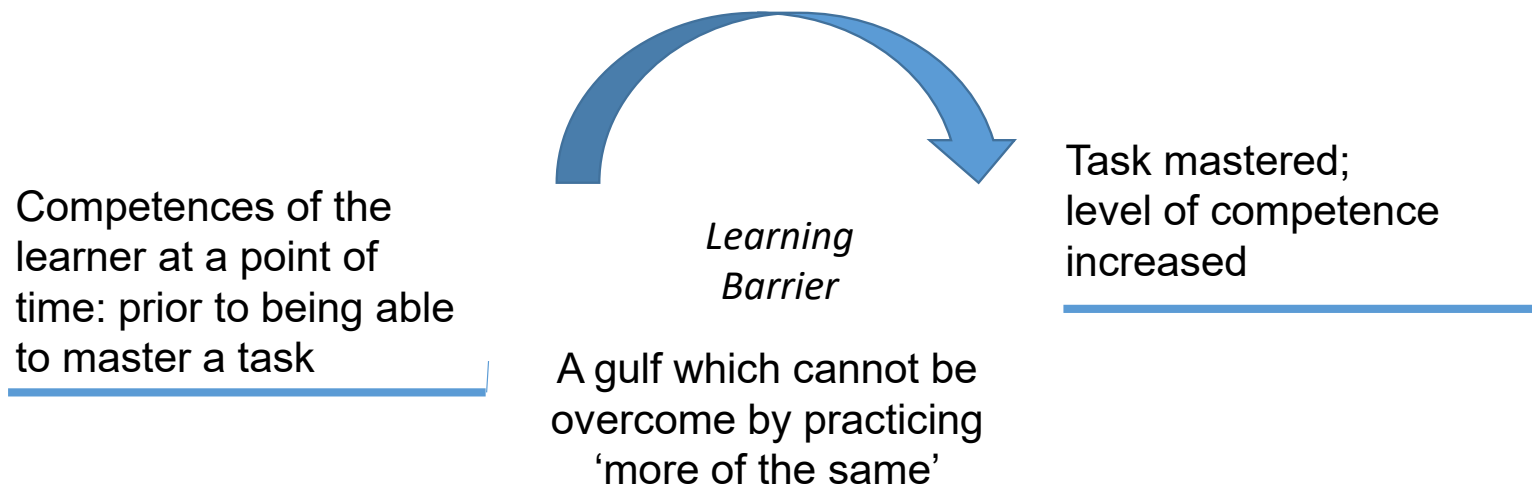 Competences of the
learner at a point of
time: prior to being able
to master a task
Learning
Barrier
A gulf which cannot be
overcome by practicing
‘more of the same’
Task mastered;
level of competence
increased